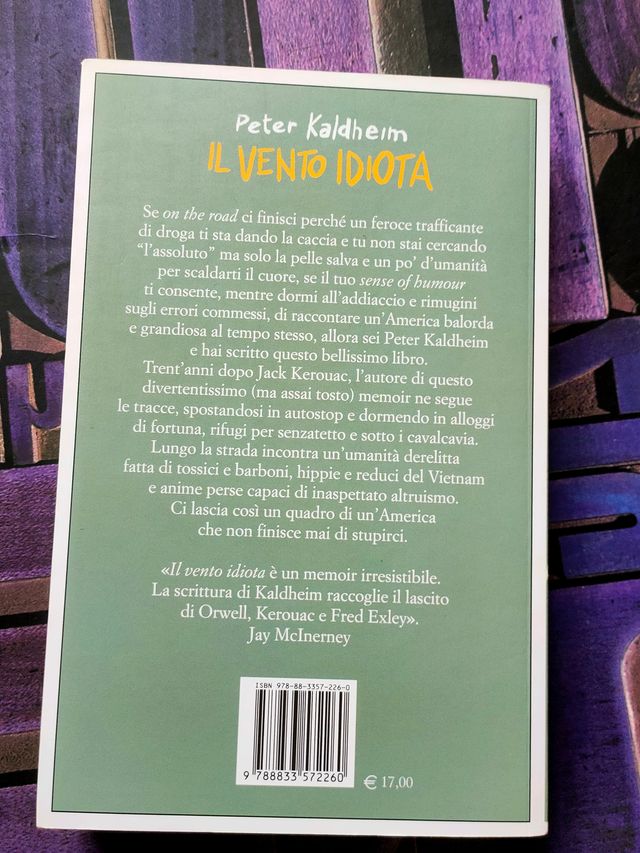 Peter Kaldheim
IL VENTO IDIOTA
Se on the road ci finisci perché un feroce trafficante
di droga ti sta dando la caccia e tu non stai cercando
“l’assoluto” ma solo la pelle salva e un po’ d’umanità
per scaldarti il cuore, se il tuo sense of humour
ti consente, mentre dormi all’addiaccio e rimugini
sugli errori commessi, di raccontare un’America balorda
e grandiosa al tempo stesso, allora sei Peter Kaldheim
e hai scritto questo bellissimo libro.
Trent’anni dopo Jack Kerouac, l’autore di questo
divertentissimo (ma assai tosto) memoir ne segue
le tracce, spostandosi in autostop e dormendo in alloggi
di fortuna, rifugi per senzatetto e sotto i cavalcavia.
Lungo la strada incontra un’umanità derelitta
fatta di tossici e barboni, hippie e reduci del Vietnam
e anime perse capaci di inaspettato altruismo.
Ci lascia così un quadro di un’America
che non finisce mai di stupirci.
«Il vento idiota è un memoir irresistibile.
La scrittura di Kaldheim raccoglie il lascito
di Orwell, Kerouac e Fred Exley».
Jay McInerney
ISBN 978-88-3357-226-0
9 788833 572260
€ 17,00